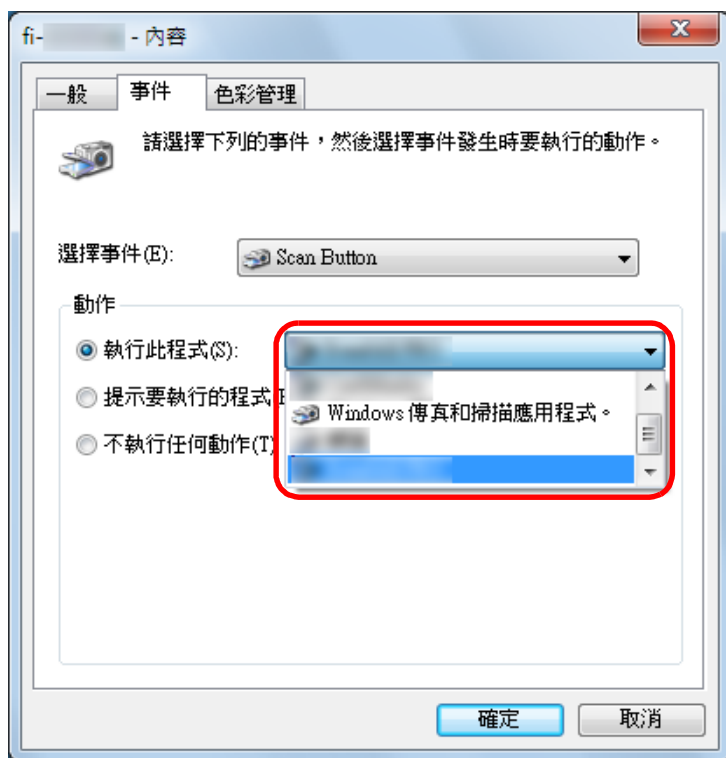 fi- - 內容
一般 事件 色彩管理
請選擇下列的事件，然後選擇事件發生時要執行的動作。
選擇事件(E): Scan Button
動作
執行此程式(S):
提示要執行的程式
Windows 傳真和掃描應用程式。
不執行任何動作(T)
確定 取消